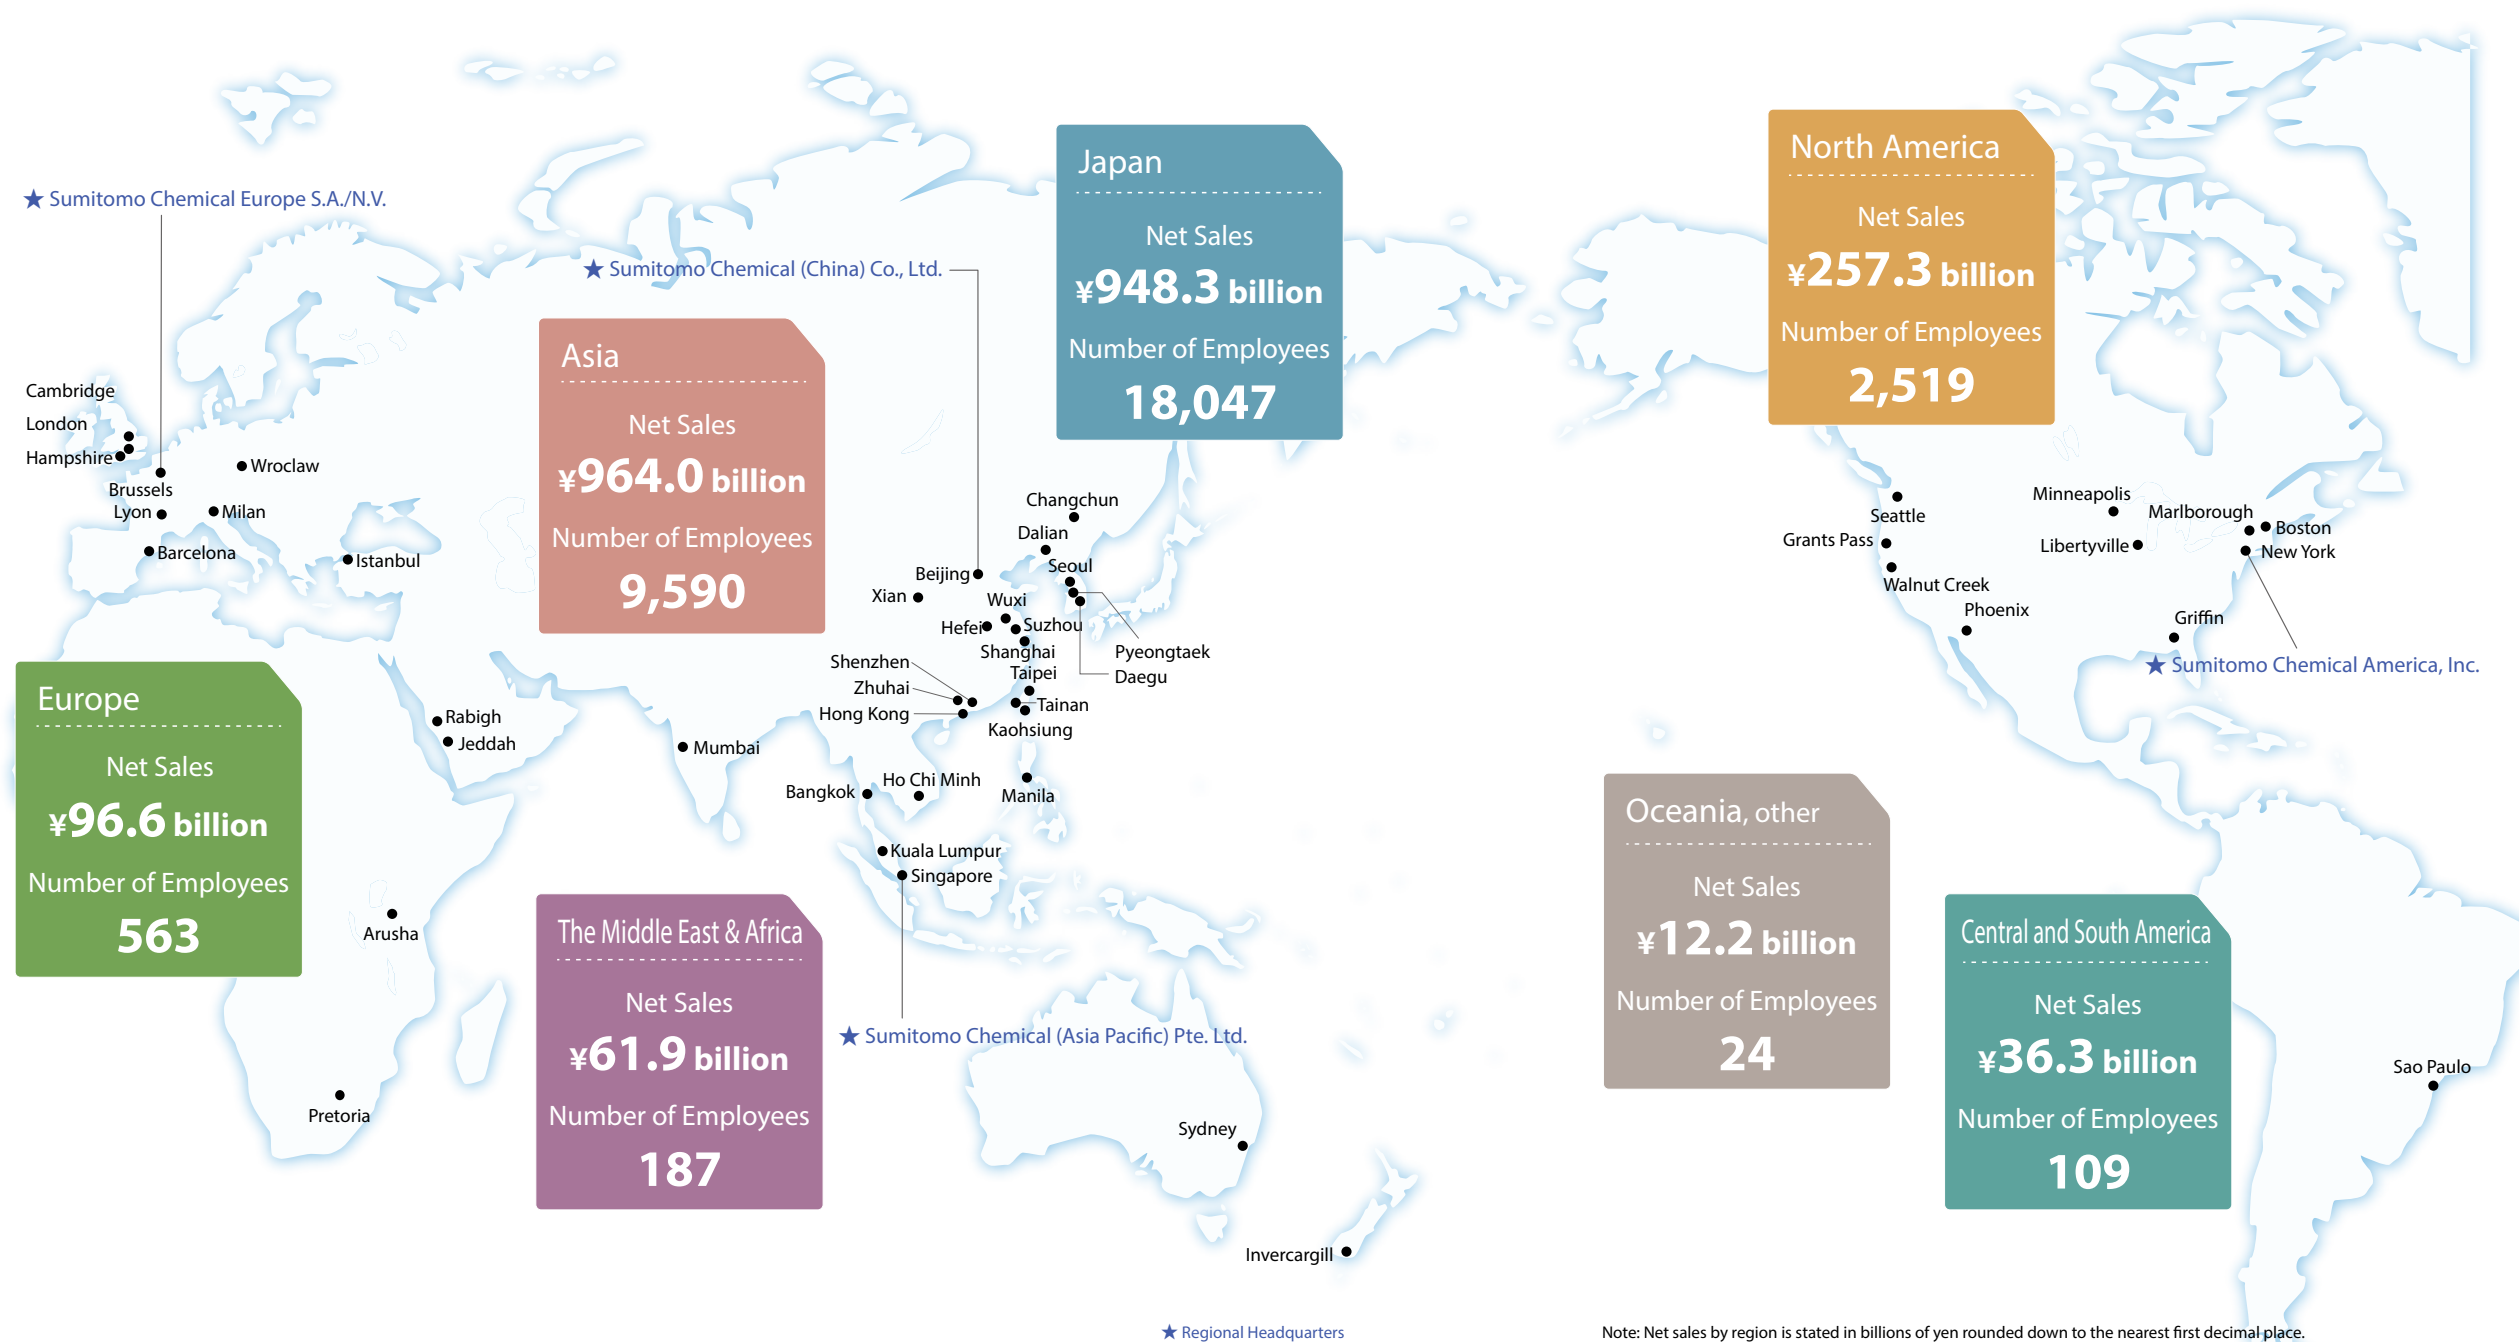 ★ Sumitomo Chemical Europe S.A./N.V.
★ Sumitomo Chemical (China) Co., Ltd.
Japan
Net Sales
¥948.3 billion
Number of Employees
18,047
North America
Net Sales
¥257.3 billion
Number of Employees
2,519
Asia
Net Sales
¥964.0 billion
Number of Employees
9,590
Cambridge
London
Hampshire
Brussels
Lyon
Wroclaw
Milan
Barcelona
Istanbul
Changchun
Dalian
Seoul
Beijing
Xian
Wuxi
Hefei
Suzhou
Shanghai
Pyeongtaek
Daegu
Taipei
Shenzhen
Zhuhai
Hong Kong
Tainan
Kaohsiung
Seattle
Grants Pass
Walnut Creek
Phoenix
Minneapolis
Marlborough
Boston
Libertyville
New York
Griffin
★ Sumitomo Chemical America, Inc.
Europe
Net Sales
¥96.6 billion
Number of Employees
563
Rabigh
Jeddah
Mumbai
Bangkok
Ho Chi Minh
Manila
Kuala Lumpur
Singapore
Arusha
Pretoria
The Middle East & Africa
Net Sales
¥61.9 billion
Number of Employees
187
★ Sumitomo Chemical (Asia Pacific) Pte. Ltd.
Oceania, other
Net Sales
¥12.2 billion
Number of Employees
24
Central and South America
Net Sales
¥36.3 billion
Number of Employees
109
Sao Paulo
Sydney
Invercargill
★ Regional Headquarters
Note: Net sales by region is stated in billions of yen rounded down to the nearest first decimal place.